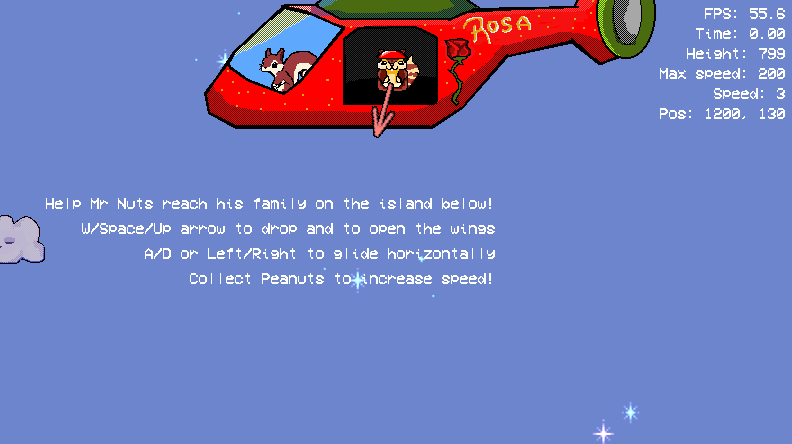 Rosa
FPS: 55.6
Time: 0.00
Height: 799
Max speed: 200
Speed: 3
Pos: 1200, 130
Help Mr Nuts reach his family on the island below!
W/Space/Up arrow to drop and to open the wings
A/D or Left/Right to glide horizontally
Collect Peanuts to increase speed!